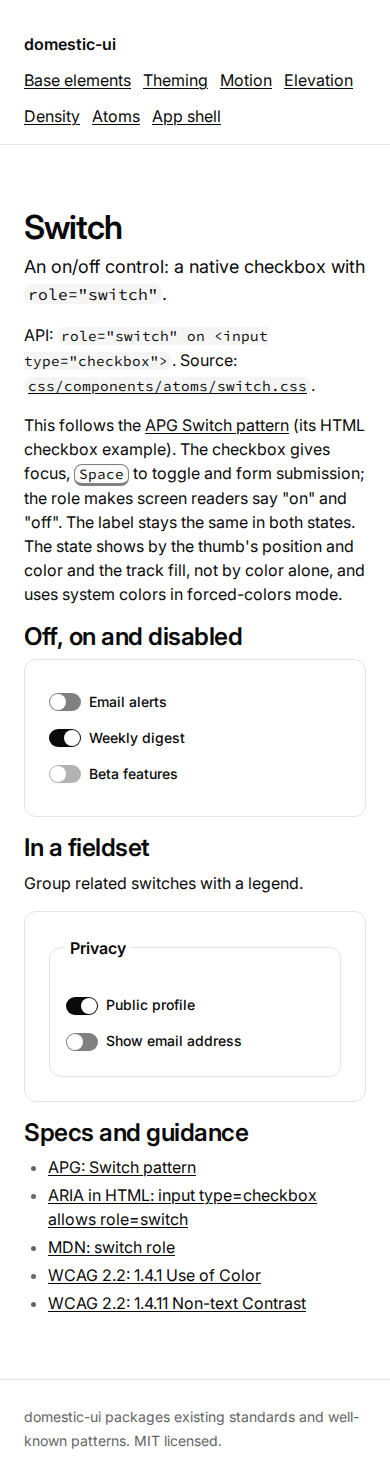 domestic-ui
Base elements Theming Motion Elevation
Density Atoms App shell
Switch
An on/off control: a native checkbox with
role="switch".
API: role="switch" on <input
type="checkbox">. Source:
css/components/atoms/switch.css.
This follows the APG Switch pattern (its HTML
checkbox example). The checkbox gives
focus, Space to toggle and form submission;
the role makes screen readers say "on" and
"off". The label stays the same in both states.
The state shows by the thumb's position and
color and the track fill, not by color alone, and
uses system colors in forced-colors mode.
Off, on and disabled
Email alerts
Weekly digest
Beta features
In a fieldset
Group related switches with a legend.
Privacy
Public profile
Show email address
Specs and guidance
APG: Switch pattern
ARIA in HTML: input type=checkbox
allows role=switch
MDN: switch role
WCAG 2.2: 1.4.1 Use of Color
WCAG 2.2: 1.4.11 Non-text Contrast
domestic-ui packages existing standards and well-
known patterns. MIT licensed.